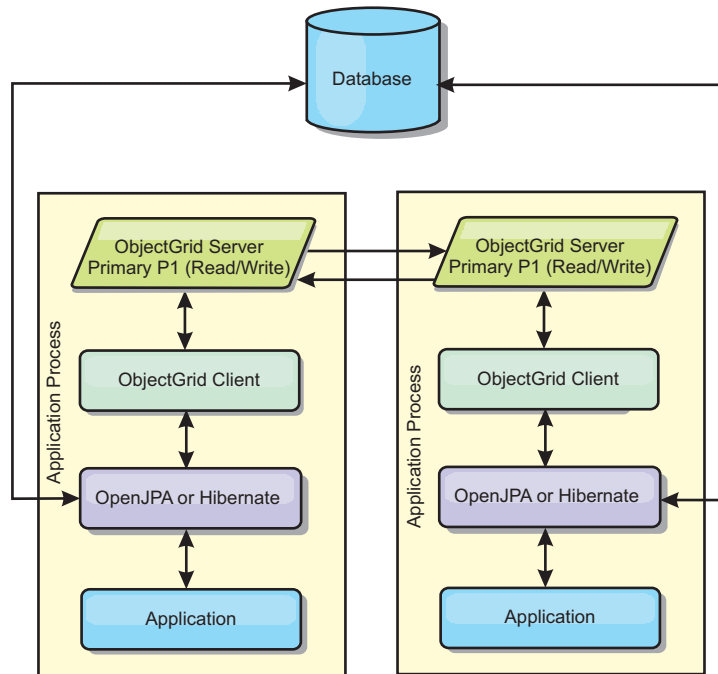 Database
ObjectGrid Server
Primary P1 (Read/Write)
ObjectGrid Client
OpenJPA or Hibernate
Application
Application Process
ObjectGrid Server
Primary P1 (Read/Write)
ObjectGrid Client
OpenJPA or Hibernate
Application
Application Process